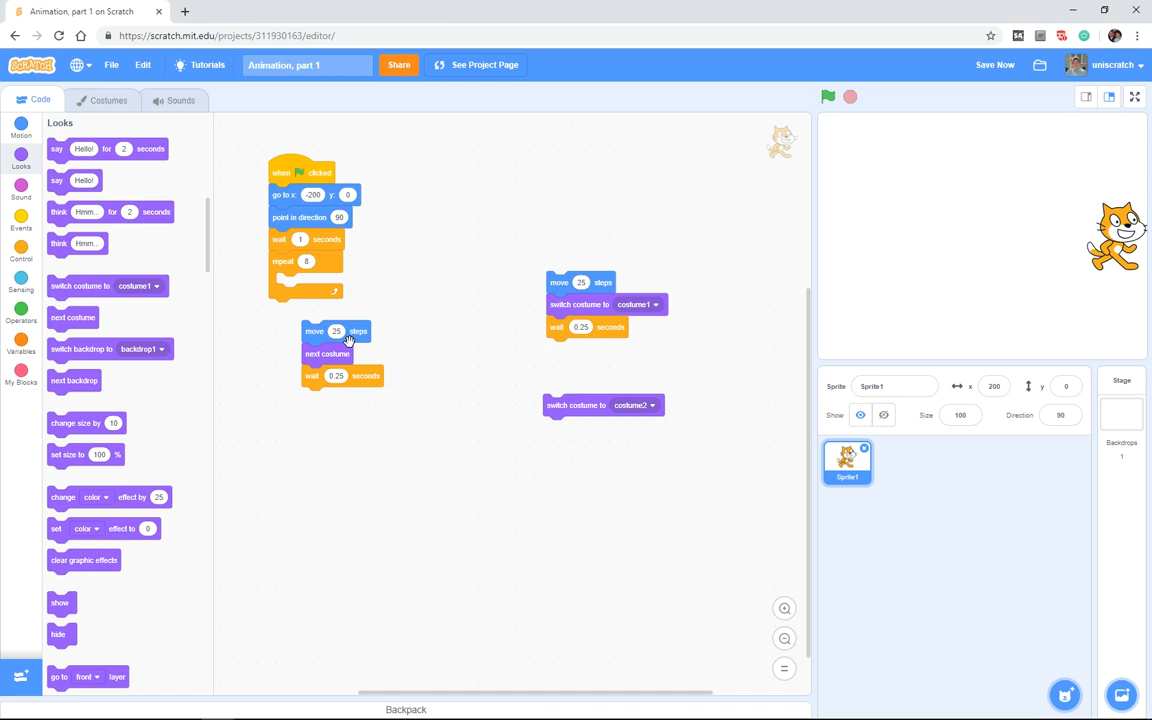 Animation, part 1 on Scratch
https://scratch.mit.edu/projects/311930163/editor/
SCRATCH File Edit Tutorials Animation, part 1 Share See Project Page Save Now uniscratch
Code Costumes Sounds
Motion
Looks
Sound
Events
Control
Sensing
Operators
Variables
My Blocks
Looks
say Hello! for 2 seconds
say Hello!
think Hmm... for 2 seconds
think Hmm...
switch costume to costume1
next costume
switch backdrop to backdrop1
next backdrop
change size by 10
set size to 100 %
change color effect by 25
set color effect to 0
clear graphic effects
show
hide
go to front layer
when clicked
go to x: -200 y: 0
point in direction 90
wait 1 seconds
repeat 8
move 25 steps
next costume
wait 0.25 seconds
move 25 steps
switch costume to costume1
wait 0.25 seconds
switch costume to costume2
Sprite Sprite1 x 200 y 0
Show Size 100 Direction 90
Sprite1
Stage
Backdrops
1
Backpack